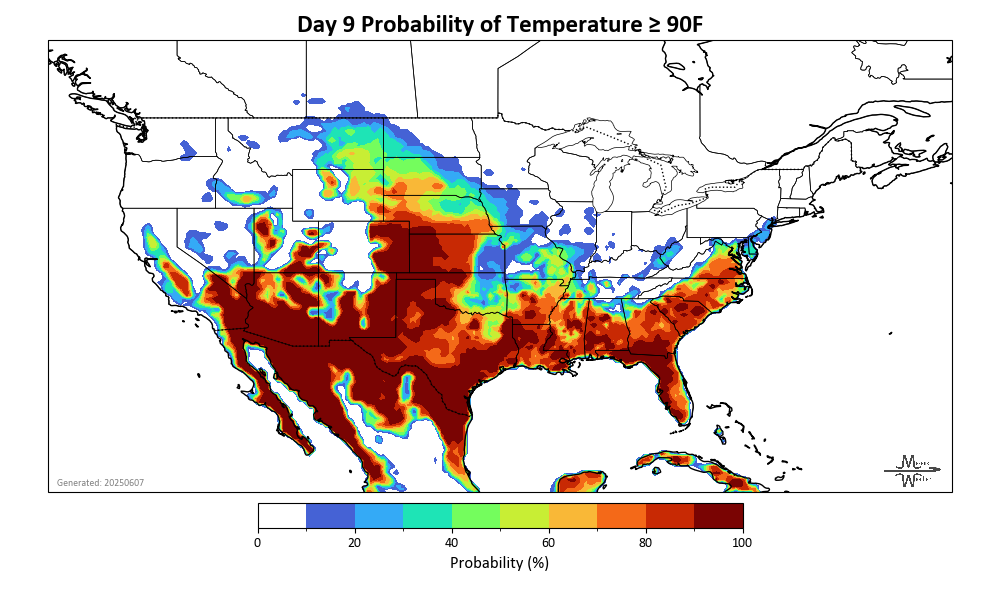 Day 9 Probability of Temperature ≥ 90F
Generated: 20250607
0 20 40 60 80 100
Probability (%)